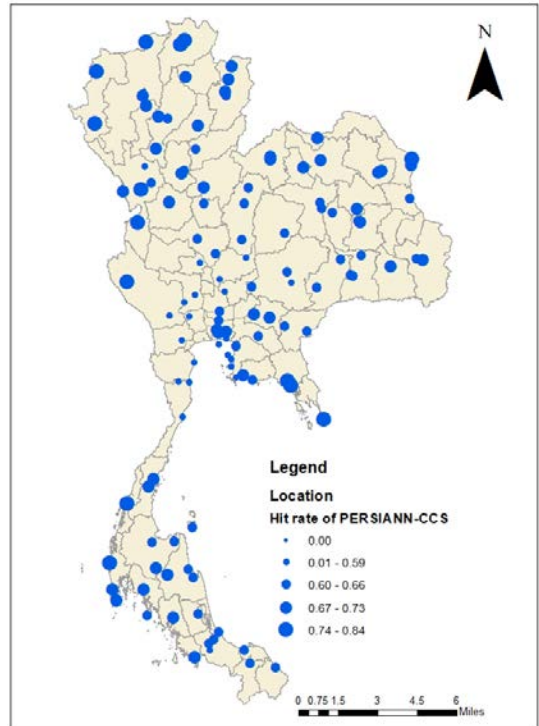 N
Legend
Location
Hit rate of PERSIANN-CCS
0.00
0.01 - 0.59
0.60 - 0.66
0.67 - 0.73
0.74 - 0.84
0 0.75 1.5 3 4.5 6
Miles